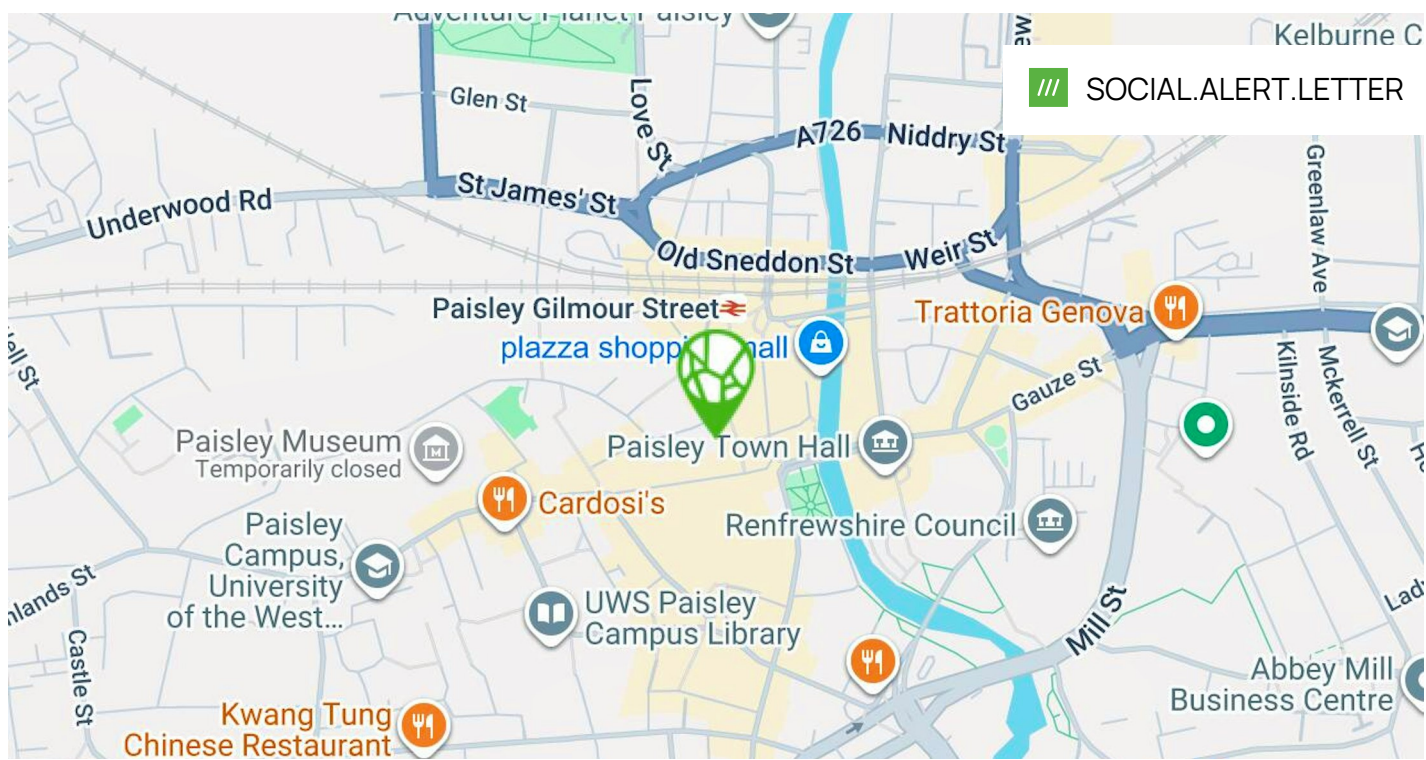 Adventure Planet Paisley
Kelburne C
/// SOCIAL.ALERT.LETTER
Glen St
Love St
A726
Niddry St
Greenlaw Ave
St James' St
Underwood Rd
Old Sneddon St
Weir St
Paisley Gilmour Street
Trattoria Genova
plazza shopping mall
Gauze St
Kilnside Rd
Mckerrell St
Paisley Museum
Temporarily closed
Paisley Town Hall
Cardosi's
Renfrewshire Council
Paisley
Campus,
University
of the West...
UWS Paisley
Campus Library
Castle St
Mill St
Abbey Mill
Business Centre
Kwang Tung
Chinese Restaurant